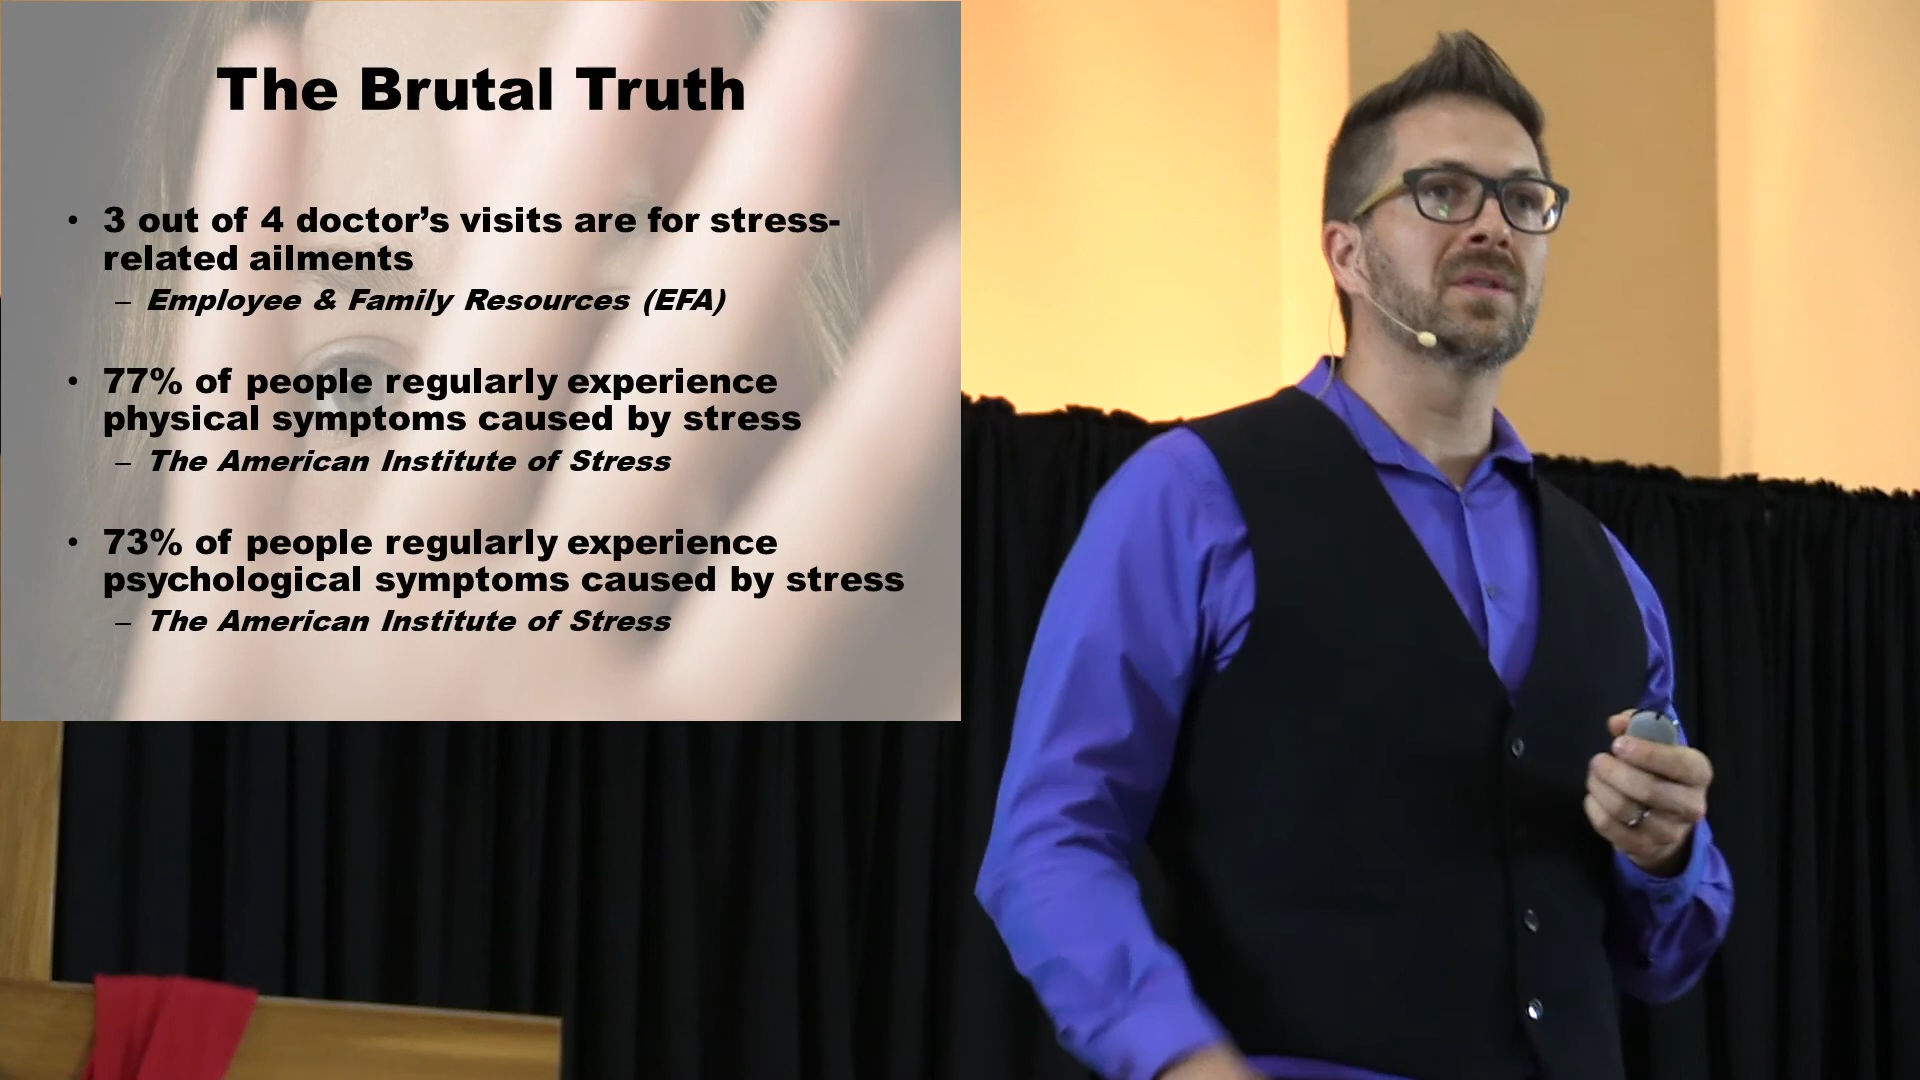 The Brutal Truth
• 3 out of 4 doctor’s visits are for stress-
related ailments
– Employee & Family Resources (EFA)
• 77% of people regularly experience
physical symptoms caused by stress
– The American Institute of Stress
• 73% of people regularly experience
psychological symptoms caused by stress
– The American Institute of Stress